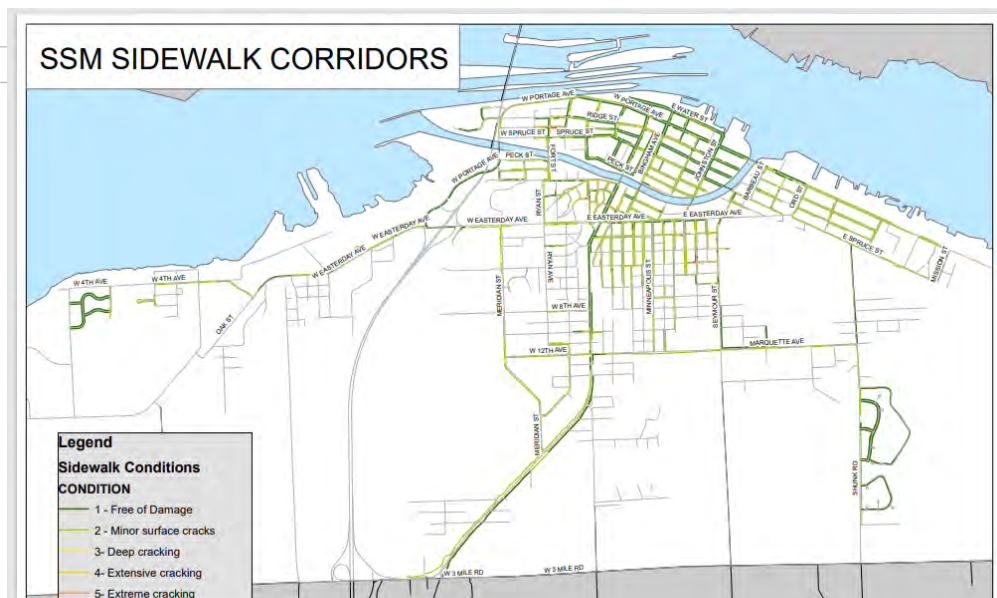 SSM SIDEWALK CORRIDORS
W PORTAGE AVE
W PORTAGE AVE
E WATER ST
RIDGE ST
W SPRUCE ST
SPRUCE ST
FORT ST
PECK ST
PECK ST
BINGHAM AVE
JOHNSTON ST
W PORTAGE AVE
BARBEAU ST
ORD ST
RYAN ST
W EASTERDAY AVE
W EASTERDAY AVE
E EASTERDAY AVE
E EASTERDAY AVE
E SPRUCE ST
MISSION ST
W EASTERDAY AVE
W 4TH AVE
W 4TH AVE
OAK ST
MERIDIAN ST
RYAN AVE
W 8TH AVE
MINNEAPOLIS ST
SEYMOUR ST
W 12TH AVE
MARQUETTE AVE
MERIDIAN ST
SHUNK RD
W 3 MILE RD
W 3 MILE RD
Legend
Sidewalk Conditions
CONDITION
1 - Free of Damage
2 - Minor surface cracks
3- Deep cracking
4- Extensive cracking
5- Extreme cracking